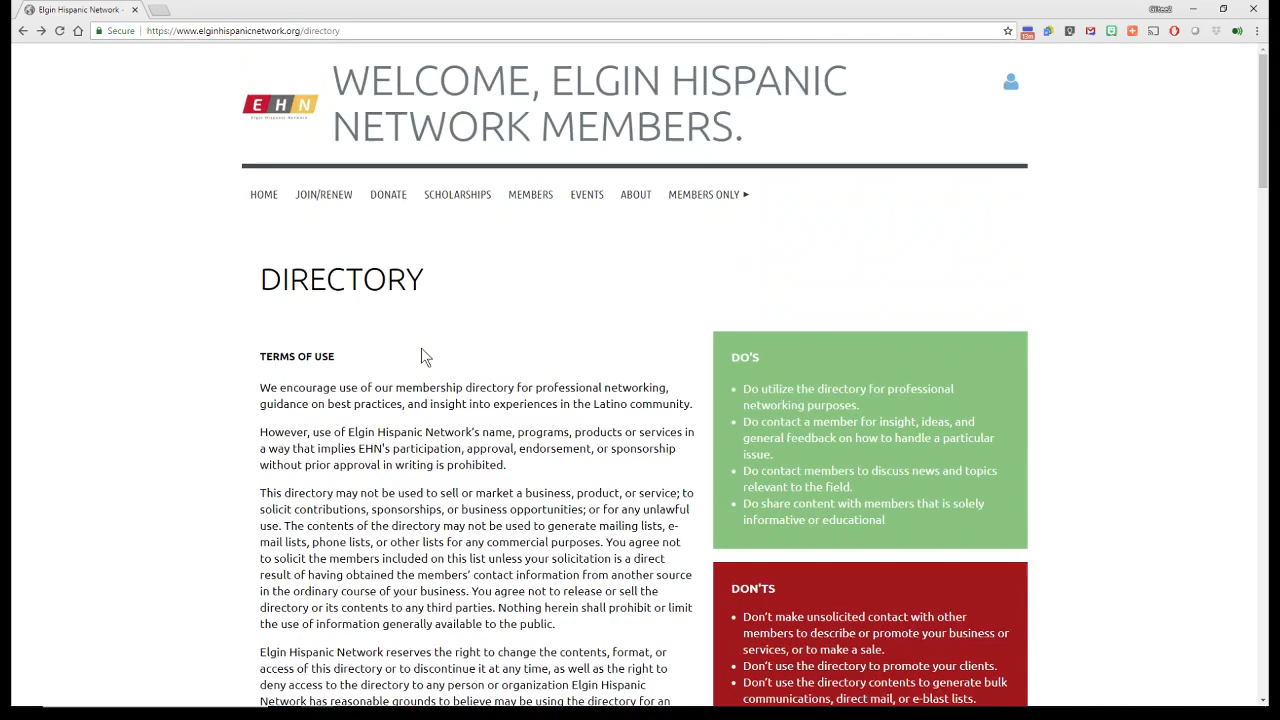 Elgin Hispanic Network -
Giltee2
Secure
https://www.elginhispanicnetwork.org/directory
13m
EHN
Elgin Hispanic Network
WELCOME, ELGIN HISPANIC
NETWORK MEMBERS.
HOME JOIN/RENEW DONATE SCHOLARSHIPS MEMBERS EVENTS ABOUT MEMBERS ONLY
DIRECTORY
TERMS OF USE
We encourage use of our membership directory for professional networking,
guidance on best practices, and insight into experiences in the Latino community.
However, use of Elgin Hispanic Network's name, programs, products or services in
a way that implies EHN's participation, approval, endorsement, or sponsorship
without prior approval in writing is prohibited.
This directory may not be used to sell or market a business, product, or service; to
solicit contributions, sponsorships, or business opportunities; or for any unlawful
use. The contents of the directory may not be used to generate mailing lists, e-
mail lists, phone lists, or other lists for any commercial purposes. You agree not
to solicit the members included on this list unless your solicitation is a direct
result of having obtained the members' contact information from another source
in the ordinary course of your business. You agree not to release or sell the
directory or its contents to any third parties. Nothing herein shall prohibit or limit
the use of information generally available to the public.
Elgin Hispanic Network reserves the right to change the contents, format, or
access of this directory or to discontinue it at any time, as well as the right to
deny access to the directory to any person or organization Elgin Hispanic
Network has reasonable grounds to believe may be using the directory for an
DO'S
• Do utilize the directory for professional
networking purposes.
• Do contact a member for insight, ideas, and
general feedback on how to handle a particular
issue.
• Do contact members to discuss news and topics
relevant to the field.
• Do share content with members that is solely
informative or educational
DON'TS
• Don't make unsolicited contact with other
members to describe or promote your business or
services, or to make a sale.
• Don't use the directory to promote your clients.
• Don't use the directory contents to generate bulk
communications, direct mail, or e-blast lists.